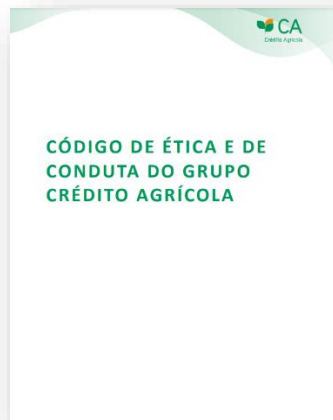 CA
Crédito Agrícola
CÓDIGO DE ÉTICA E DE
CONDUTA DO GRUPO
CRÉDITO AGRÍCOLA